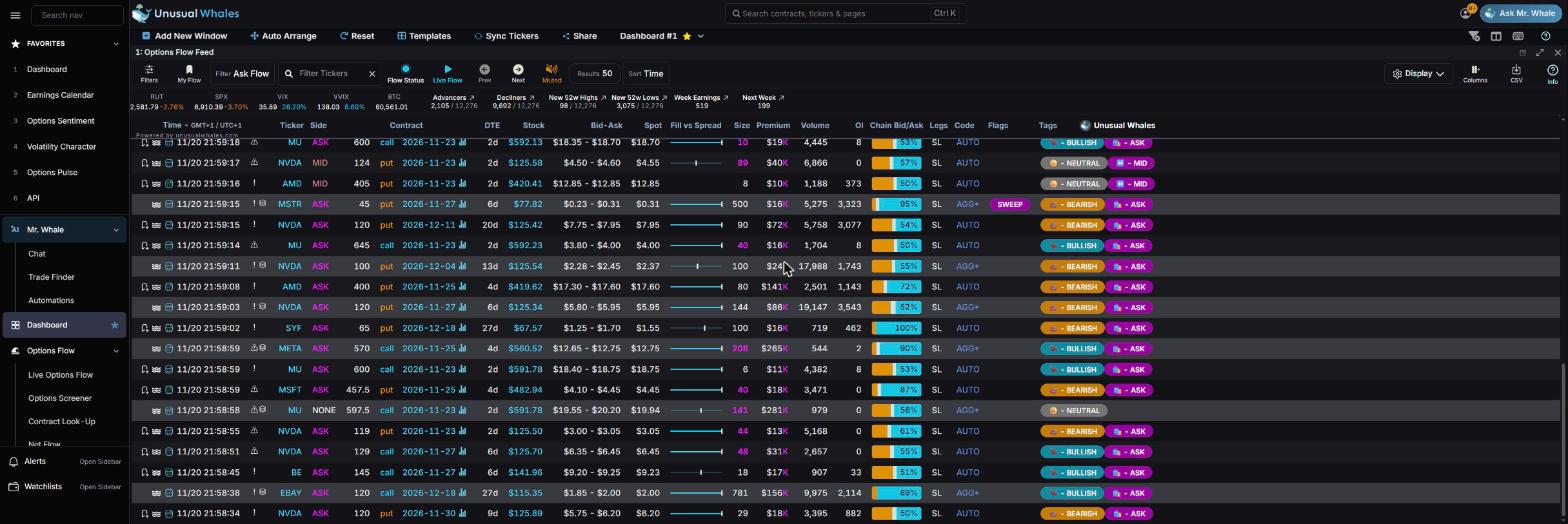 Search nav
Unusual Whales
Search contracts, tickers & pages Ctrl K
9+ Ask Mr. Whale
FAVORITES
1 Dashboard
2 Earnings Calendar
3 Options Sentiment
4 Volatility Character
5 Options Pulse
6 API
Mr. Whale
Chat
Trade Finder
Automations
Dashboard
Options Flow
Live Options Flow
Options Screener
Contract Look-Up
Net Flow
Alerts Open Sidebar
Watchlists Open Sidebar
Add New Window Auto Arrange Reset Templates Sync Tickers Share Dashboard #1
1: Options Flow Feed
Filters My Flow Filter Ask Flow Filter Tickers Flow Status Live Flow Prev Next Muted Results 50 Sort Time Display Columns CSV Info
RUT SPX VIX VVIX BTC Advancers Decliners New 52w Highs New 52w Lows Week Earnings Next Week
2,581.79 -2.76% 6,910.39 -3.70% 35.89 26.20% 138.03 6.80% 60,561.01 2,105 / 12,276 9,692 / 12,276 98 / 12,276 3,075 / 12,276 519 199
Time - GMT+1 / UTC+1 Ticker Side Contract DTE Stock Bid-Ask Spot Fill vs Spread Size Premium Volume OI Chain Bid/Ask Legs Code Flags Tags Unusual Whales
Powered by unusualwhales.com
11/20 21:59:18 MU ASK 600 call 2026-11-23 2d $592.13 $18.35 - $18.70 $18.70 10 $19K 4,445 8 53% SL AUTO - BULLISH - ASK
11/20 21:59:17 NVDA MID 124 put 2026-11-23 2d $125.58 $4.50 - $4.60 $4.55 89 $40K 6,866 0 57% SL AUTO - NEUTRAL - MID
11/20 21:59:16 ! AMD MID 405 put 2026-11-23 2d $420.41 $12.85 - $12.85 $12.85 8 $10K 1,188 373 50% SL AUTO - NEUTRAL - MID
11/20 21:59:15 ! MSTR ASK 45 put 2026-11-27 6d $77.82 $0.23 - $0.31 $0.31 500 $16K 5,275 3,323 95% SL AGG* SWEEP - BEARISH - ASK
11/20 21:59:15 ! NVDA ASK 120 put 2026-12-11 20d $125.42 $7.75 - $7.95 $7.95 90 $72K 5,758 3,077 54% SL AUTO - BEARISH - ASK
11/20 21:59:14 MU ASK 645 call 2026-11-23 2d $592.23 $3.80 - $4.00 $4.00 40 $16K 1,704 8 50% SL AUTO - BULLISH - ASK
11/20 21:59:11 ! NVDA ASK 100 put 2026-12-04 13d $125.54 $2.28 - $2.45 $2.37 100 $24 17,988 1,743 55% SL AGG* - BEARISH - ASK
11/20 21:59:08 ! AMD ASK 400 put 2026-11-25 4d $419.62 $17.30 - $17.60 $17.60 80 $141K 2,501 1,143 72% SL AUTO - BEARISH - ASK
11/20 21:59:03 ! NVDA ASK 120 put 2026-11-27 6d $125.34 $5.80 - $5.95 $5.95 144 $86K 19,147 3,543 52% SL AGG* - BEARISH - ASK
11/20 21:59:02 ! SYF ASK 65 put 2026-12-18 27d $67.57 $1.25 - $1.70 $1.55 100 $16K 719 462 100% SL AUTO - BEARISH - ASK
11/20 21:58:59 META ASK 570 call 2026-11-25 4d $560.52 $12.65 - $12.75 $12.75 208 $265K 544 2 90% SL AGG* - BULLISH - ASK
11/20 21:58:59 ! MU ASK 600 call 2026-11-23 2d $591.78 $18.40 - $18.75 $18.75 6 $11K 4,382 8 53% SL AUTO - BULLISH - ASK
11/20 21:58:59 MSFT ASK 457.5 put 2026-11-25 4d $482.94 $4.10 - $4.45 $4.45 40 $18K 3,471 0 87% SL AUTO - BEARISH - ASK
11/20 21:58:58 MU NONE 597.5 call 2026-11-23 2d $591.78 $19.55 - $20.20 $19.94 141 $281K 979 0 56% SL AGG* - NEUTRAL
11/20 21:58:55 NVDA ASK 119 put 2026-11-23 2d $125.50 $3.00 - $3.05 $3.05 44 $13K 5,168 0 61% SL AUTO - BEARISH - ASK
11/20 21:58:51 NVDA ASK 129 call 2026-11-27 6d $125.70 $6.35 - $6.45 $6.45 48 $31K 2,657 0 55% SL AUTO - BULLISH - ASK
11/20 21:58:45 ! BE ASK 145 call 2026-11-27 6d $141.96 $9.20 - $9.25 $9.23 18 $17K 907 33 51% SL AUTO - BULLISH - ASK
11/20 21:58:38 ! EBAY ASK 120 call 2026-12-18 27d $115.35 $1.85 - $2.00 $2.00 781 $156K 9,975 2,114 89% SL AGG* - BULLISH - ASK
11/20 21:58:34 ! NVDA ASK 120 put 2026-11-30 9d $125.89 $5.75 - $6.20 $6.20 29 $18K 3,395 882 50% SL AUTO - BEARISH - ASK